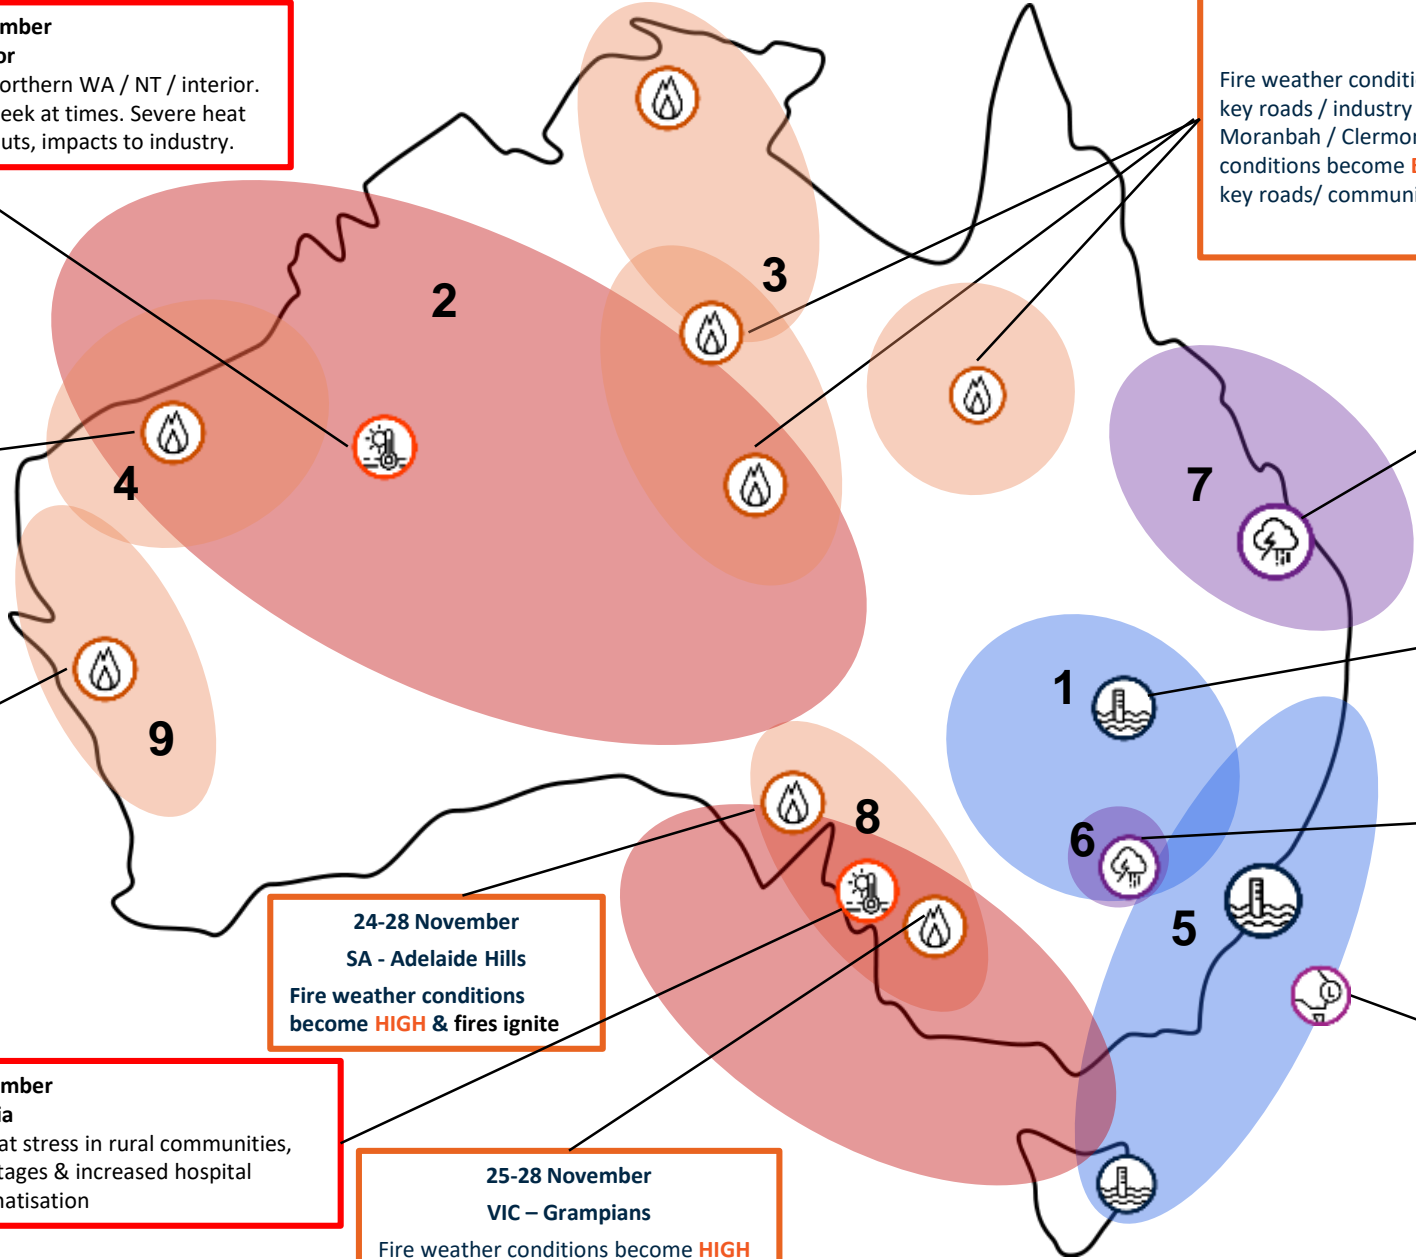 mber
or
orthern WA / NT / interior.
eek at times. Severe heat
uts, impacts to industry.
Fire weather conditio
key roads / industry
Moranbah / Clermon
conditions become E
key roads/ communi
2
3
4
7
1
9
8
6
5
L
24-28 November
SA - Adelaide Hills
Fire weather conditions
become HIGH & fires ignite
mber
ia
at stress in rural communities,
tages & increased hospital
matisation
25-28 November
VIC – Grampians
Fire weather conditions become HIGH